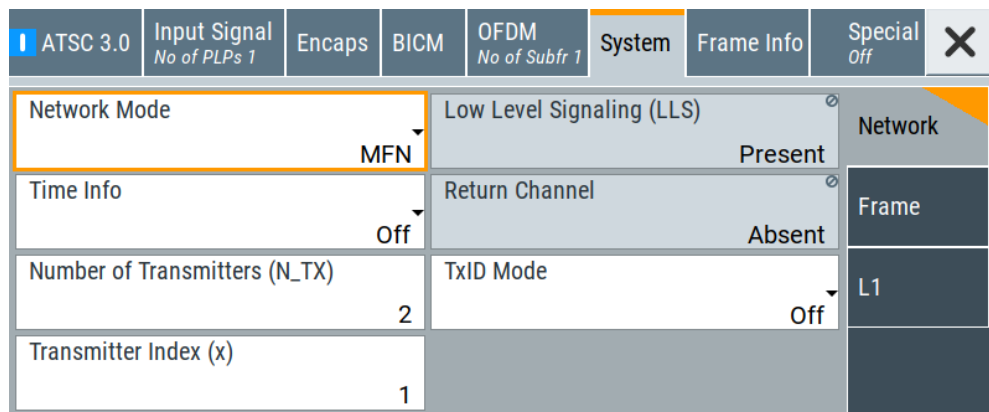 ATSC 3.0
Input Signal
No of PLPs 1
Encaps
BICM
OFDM
No of Subfr 1
System
Frame Info
Special
Off
Network Mode
MFN
Low Level Signaling (LLS)
Present
Network
Time Info
Off
Return Channel
Absent
Frame
Number of Transmitters (N_TX)
2
TxID Mode
Off
L1
Transmitter Index (x)
1